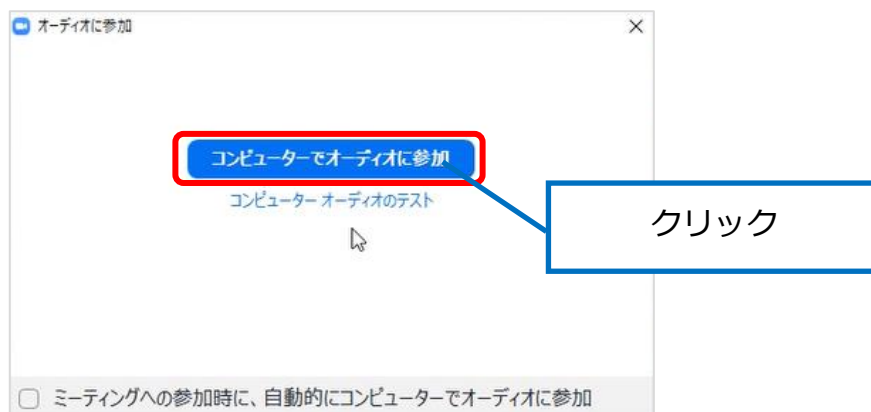 オーディオに参加
コンピューターでオーディオに参加
コンピューター オーディオのテスト
クリック
ミーティングへの参加時に、自動的にコンピューターでオーディオに参加